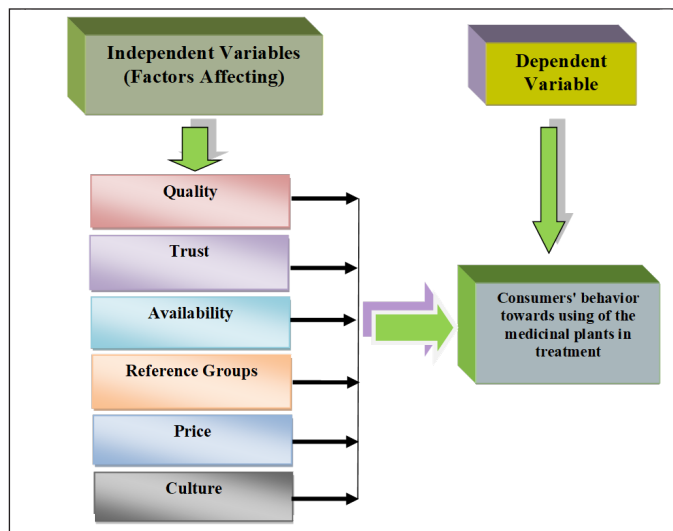 Independent Variables
(Factors Affecting)
Dependent
Variable
Quality
Trust
Availability
Reference Groups
Price
Culture
Consumers' behavior
towards using of the
medicinal plants in
treatment